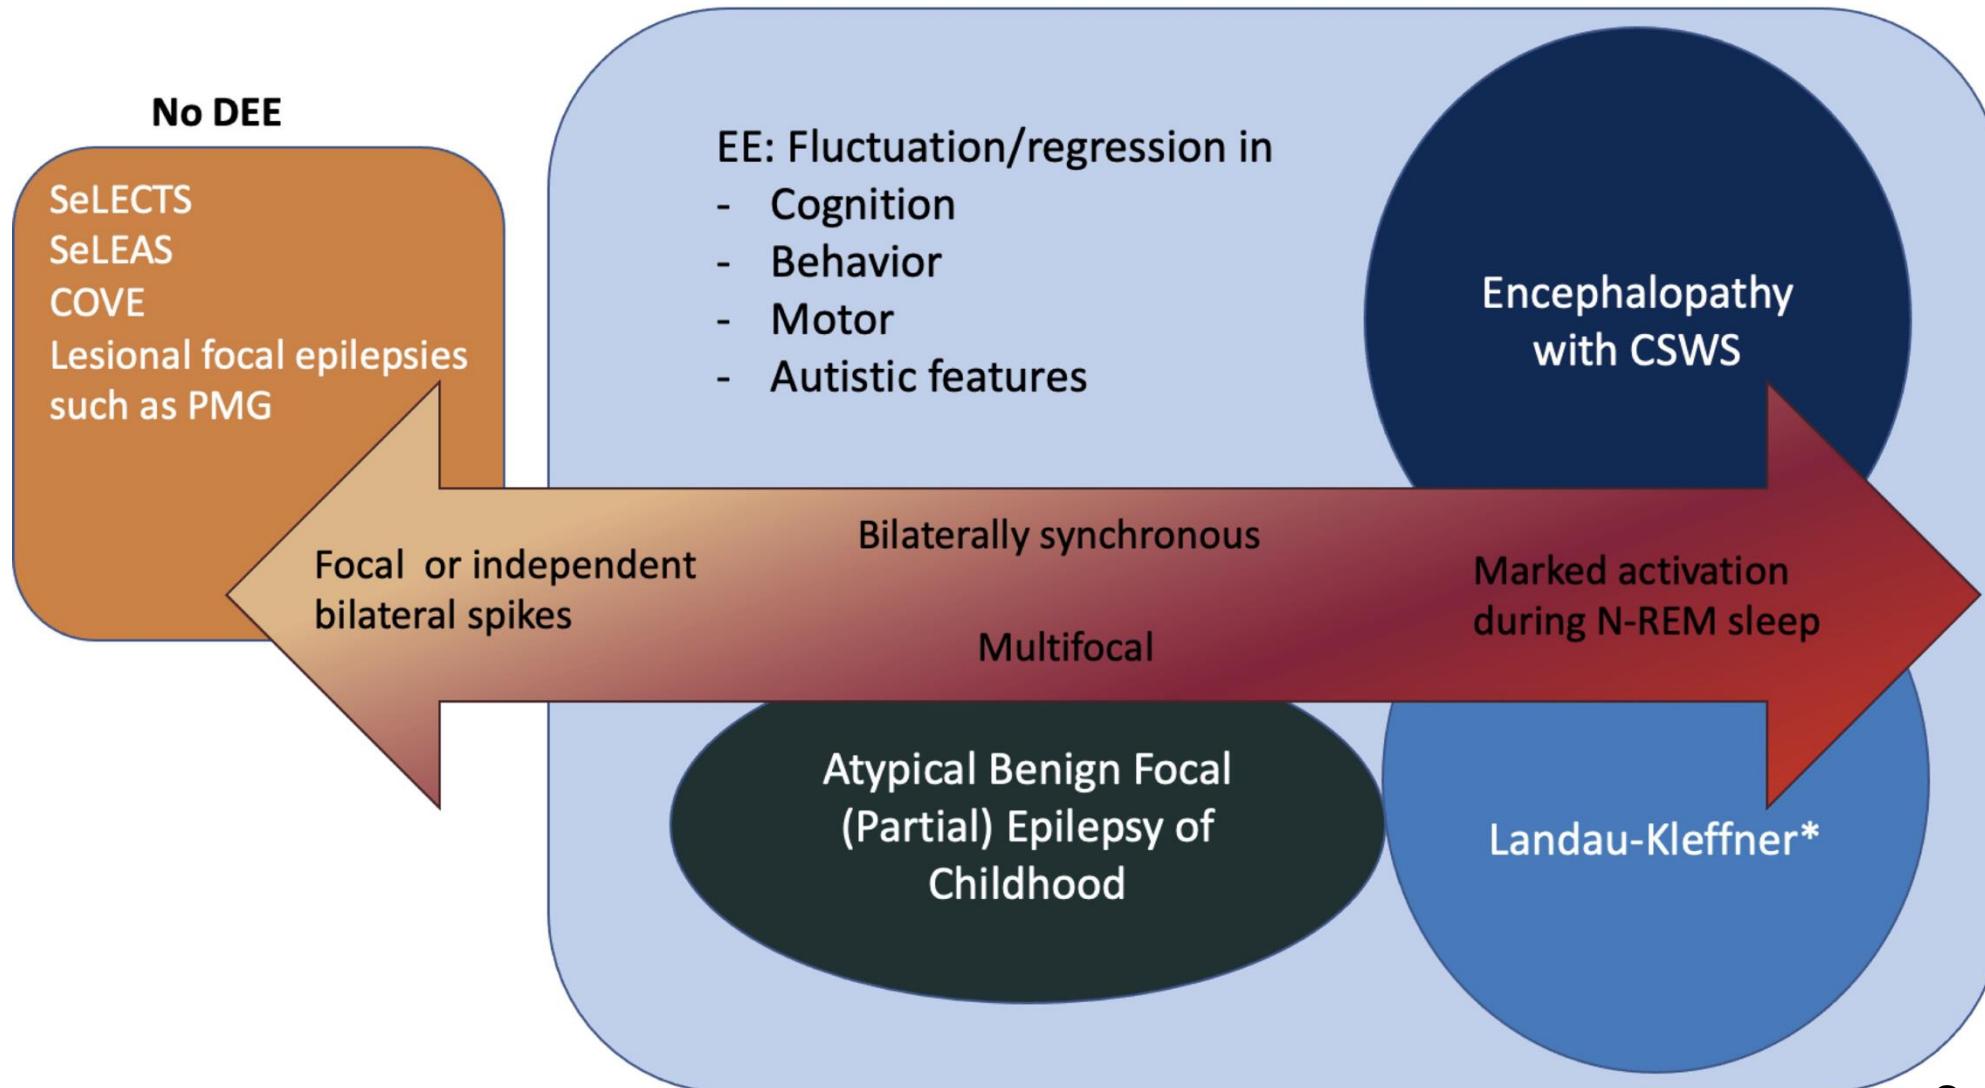 No DEE
SeLECTS
SeLEAS
COVE
Lesional focal epilepsies
such as PMG
EE: Fluctuation/regression in
- Cognition
- Behavior
- Motor
- Autistic features
Encephalopathy
with CSWS
Focal or independent
bilateral spikes
Bilaterally synchronous
Multifocal
Marked activation
during N-REM sleep
Atypical Benign Focal
(Partial) Epilepsy of
Childhood
Landau-Kleffner*